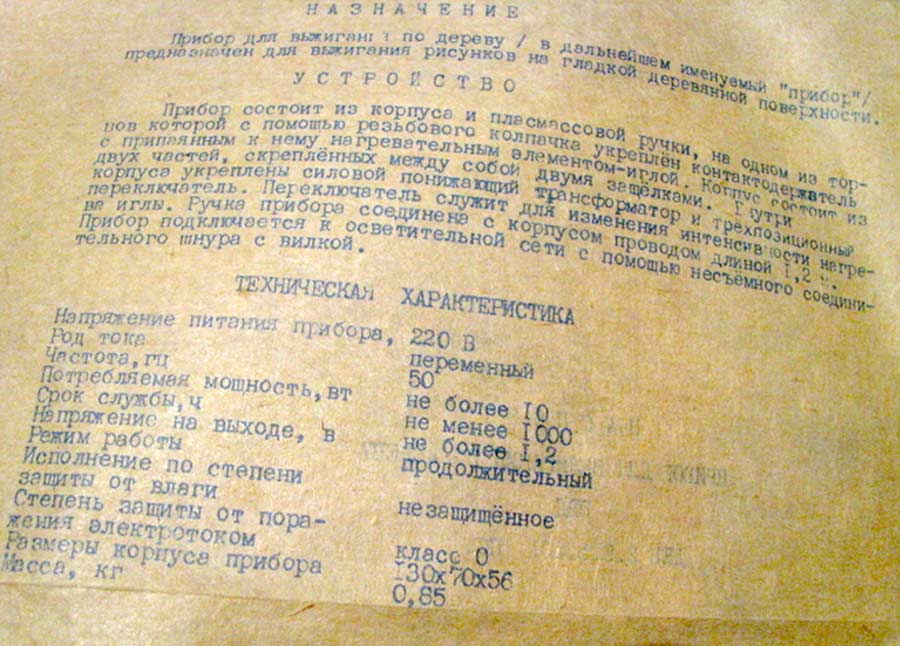 НАЗНАЧЕНИЕ
Прибор для выжигани по дереву / в дальнейшем именуемый "прибор"/
предназначен для выжигания рисунков на гладкой деревянной поверхности.
УСТРОЙСТВО
Прибор состоит из корпуса и пласмассовой ручки, на одном из тор-
цов которой с помощью резьбового колпачка укреплён контактодержатель
с припаянным к нему нагревательным элементом-иглой. Корпус состоит из
двух частей, скреплённых между собой двумя защёлками. Внутри
корпуса укреплены силовой понижающий трансформатор и трёхпозиционный
переключатель. Переключатель служит для изменения интенсивности нагре-
ва иглы. Ручка прибора соединена с корпусом проводом длиной 1,2 м.
Прибор подключается к осветительной сети с помощью несъёмного соедини-
тельного шнура с вилкой.
ТЕХНИЧЕСКАЯ ХАРАКТЕРИСТИКА
Напряжение питания прибора, 220 В
Род тока переменный
Частота, гц 50
Потребляемая мощность, вт не более 10
Срок службы, ч не менее 1000
Напряжение на выходе, в не более 1,2
Режим работы продолжительный
Исполнение по степени
защиты от влаги незащищённое
Степень защиты от пора-
жения электротоком класс 0
Размеры корпуса прибора 130х70х56
Масса, кг 0,85